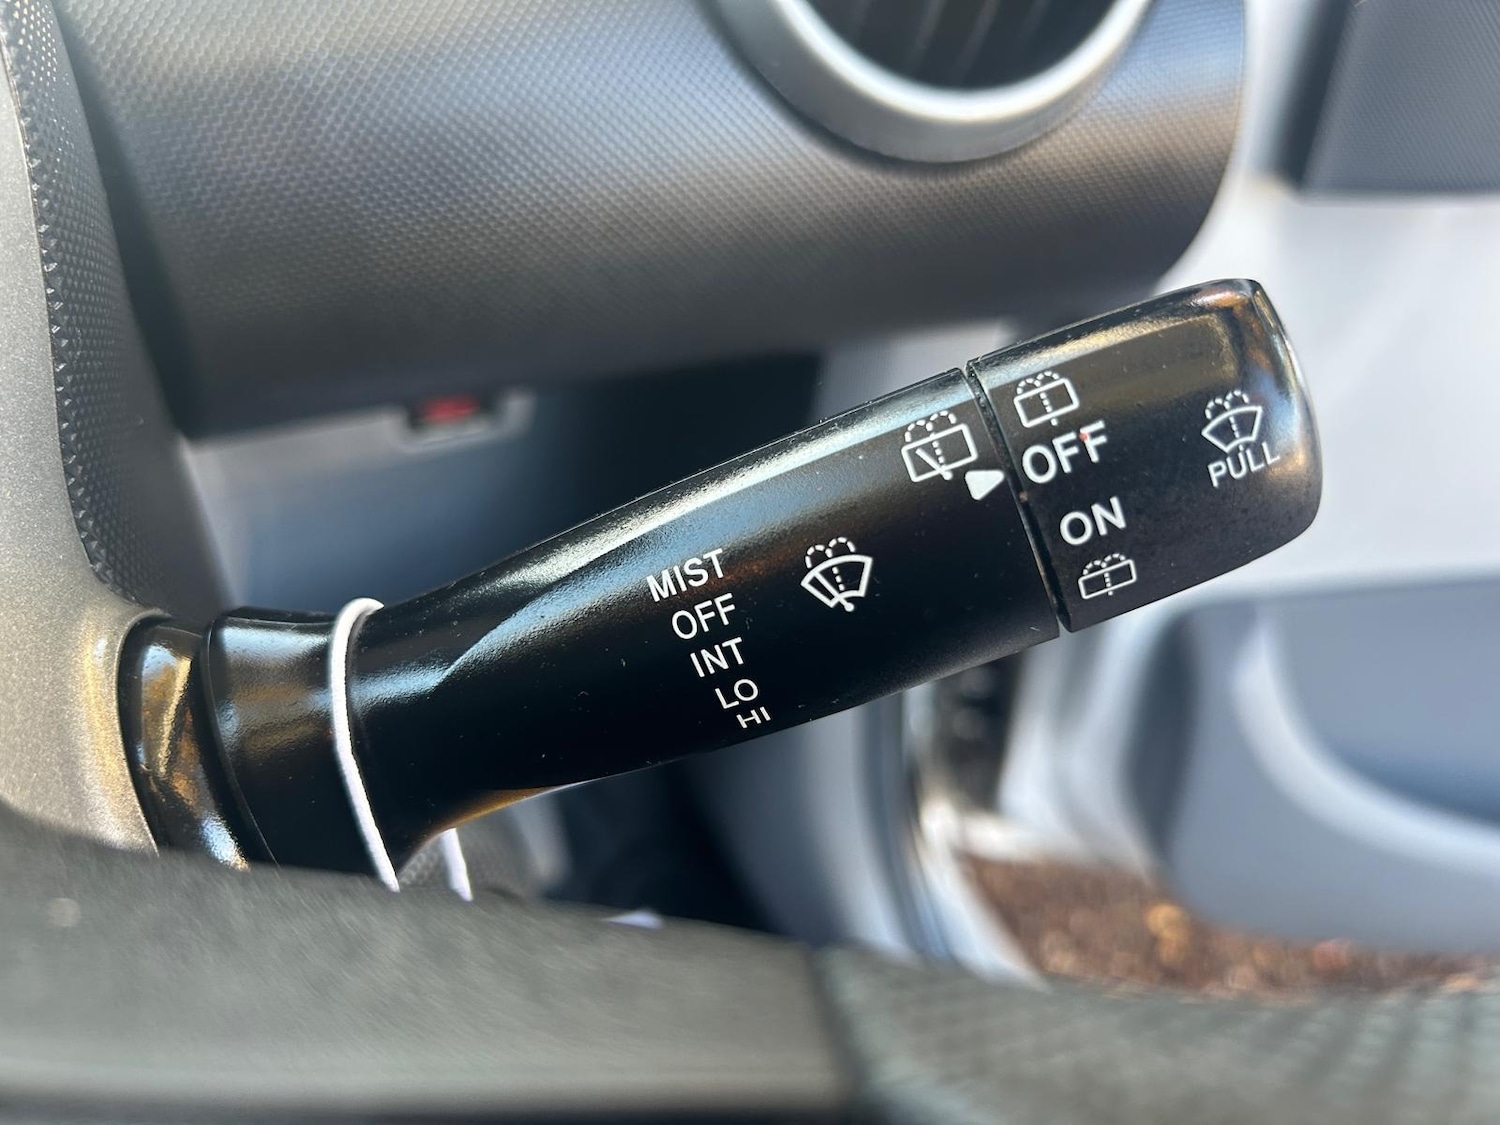 MIST
OFF
INT
LO
HI
OFF
ON
PULL